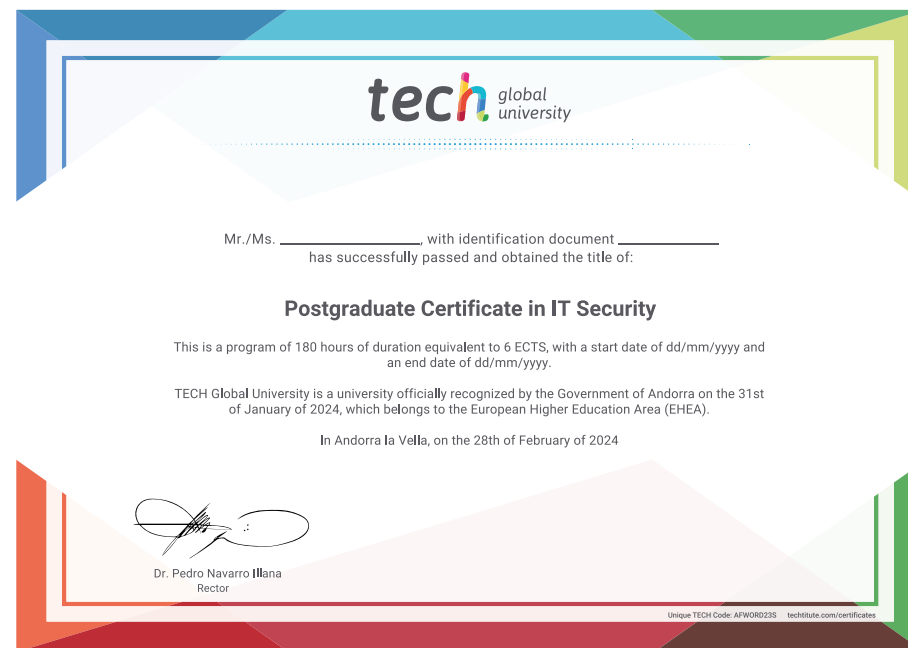 tech global
university
Mr./Ms. ____________________, with identification document ______________
has successfully passed and obtained the title of:
Postgraduate Certificate in IT Security
This is a program of 180 hours of duration equivalent to 6 ECTS, with a start date of dd/mm/yyyy and
an end date of dd/mm/yyyy.
TECH Global University is a university officially recognized by the Government of Andorra on the 31st
of January of 2024, which belongs to the European Higher Education Area (EHEA).
In Andorra la Vella, on the 28th of February of 2024
Dr. Pedro Navarro Illana
Rector
Unique TECH Code: AFWORD23S techtitute.com/certificates